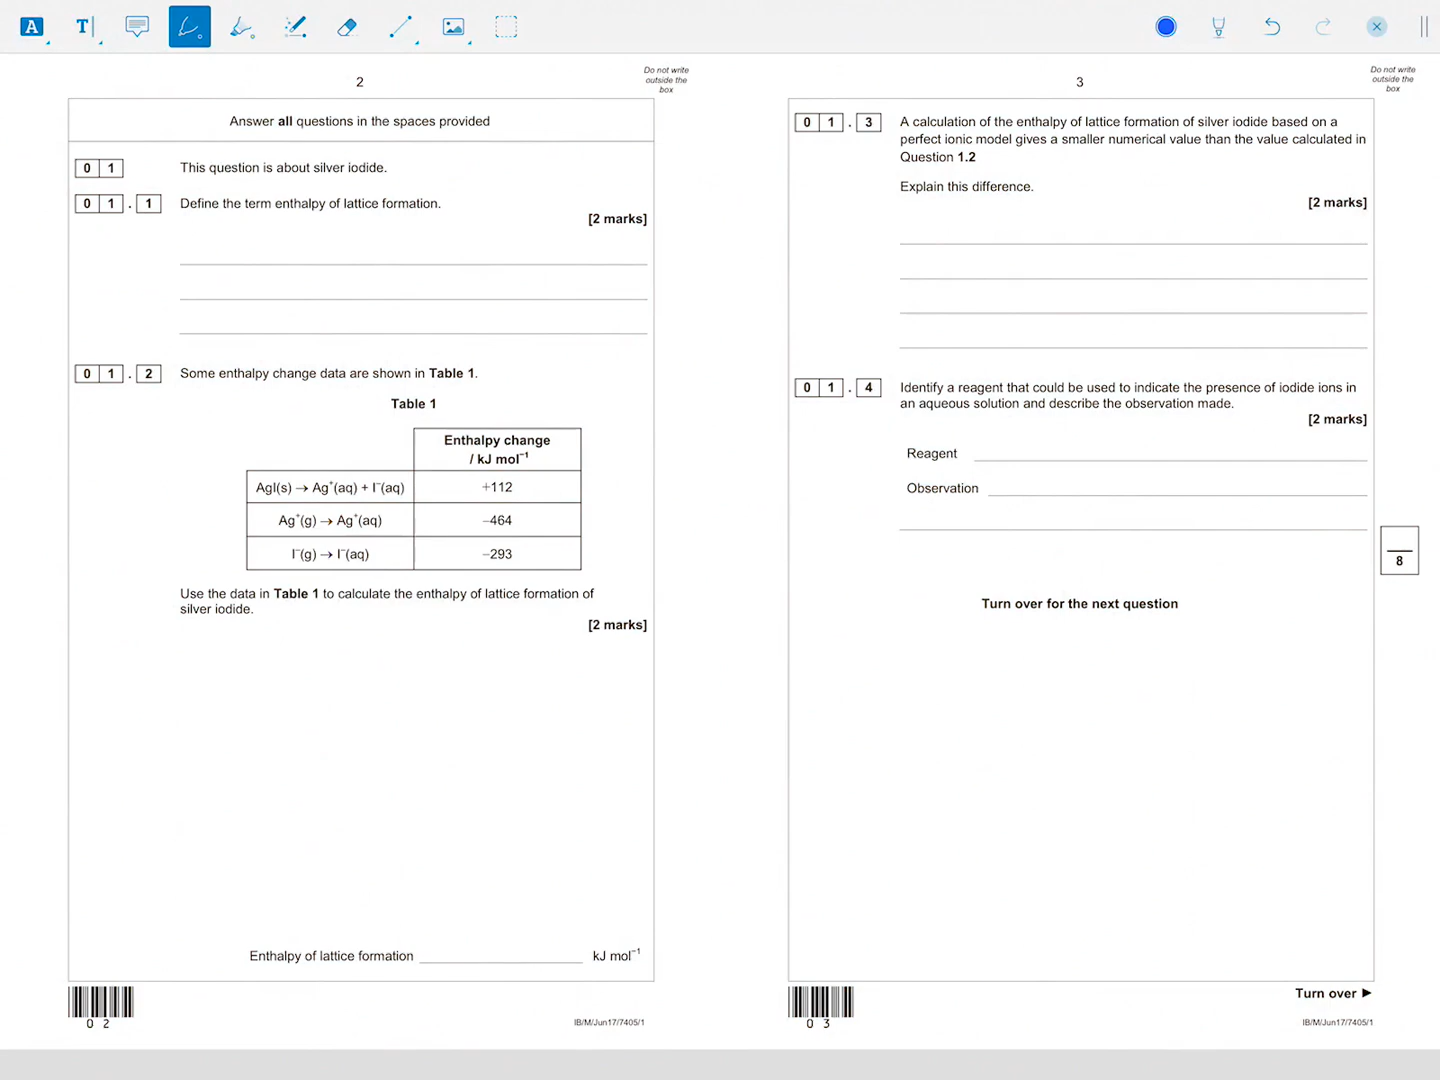 A
T
2
Do not write
outside the
box
Answer all questions in the spaces provided
0 1 This question is about silver iodide.
0 1 . 1 Define the term enthalpy of lattice formation.
[2 marks]
0 1 . 2 Some enthalpy change data are shown in Table 1.
Table 1
Enthalpy change
/ kJ mol⁻¹
AgI(s) → Ag⁺(aq) + I⁻(aq) +112
Ag⁺(g) → Ag⁺(aq) –464
I⁻(g) → I⁻(aq) –293
Use the data in Table 1 to calculate the enthalpy of lattice formation of
silver iodide.
[2 marks]
Enthalpy of lattice formation kJ mol⁻¹
0 2
IB/M/Jun17/7405/1
3
Do not write
outside the
box
0 1 . 3 A calculation of the enthalpy of lattice formation of silver iodide based on a
perfect ionic model gives a smaller numerical value than the value calculated in
Question 1.2
Explain this difference.
[2 marks]
0 1 . 4 Identify a reagent that could be used to indicate the presence of iodide ions in
an aqueous solution and describe the observation made.
[2 marks]
Reagent
Observation
8
Turn over for the next question
Turn over ►
0 3
IB/M/Jun17/7405/1